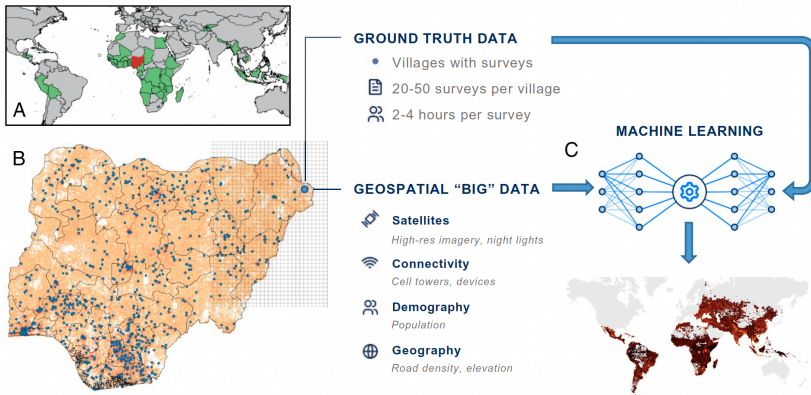 A
GROUND TRUTH DATA
Villages with surveys
20-50 surveys per village
2-4 hours per survey
B
GEOSPATIAL “BIG” DATA
Satellites
High-res imagery, night lights
Connectivity
Cell towers, devices
Demography
Population
Geography
Road density, elevation
C
MACHINE LEARNING